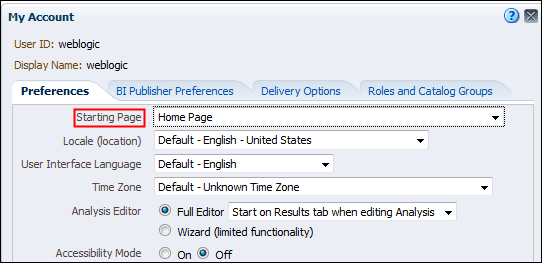 My Account
User ID: weblogic
Display Name: weblogic
Preferences BI Publisher Preferences Delivery Options Roles and Catalog Groups
Starting Page Home Page
Locale (location) Default - English - United States
User Interface Language Default - English
Time Zone Default - Unknown Time Zone
Analysis Editor Full Editor Start on Results tab when editing Analysis
Wizard (limited functionality)
Accessibility Mode On Off